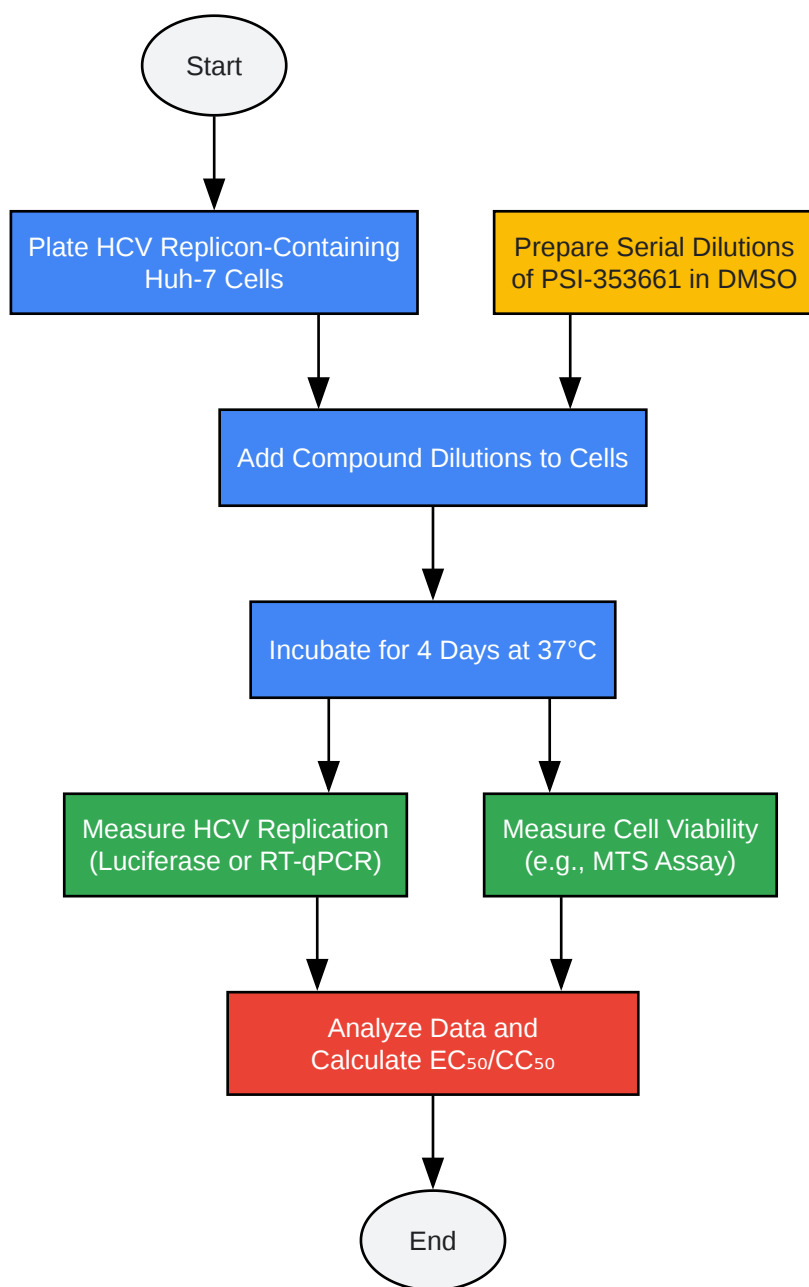 Start
Plate HCV Replicon-Containing
Huh-7 Cells
Prepare Serial Dilutions
of PSI-353661 in DMSO
Add Compound Dilutions to Cells
Incubate for 4 Days at 37°C
Measure HCV Replication
(Luciferase or RT-qPCR)
Measure Cell Viability
(e.g., MTS Assay)
Analyze Data and
Calculate EC₅₀/CC₅₀
End